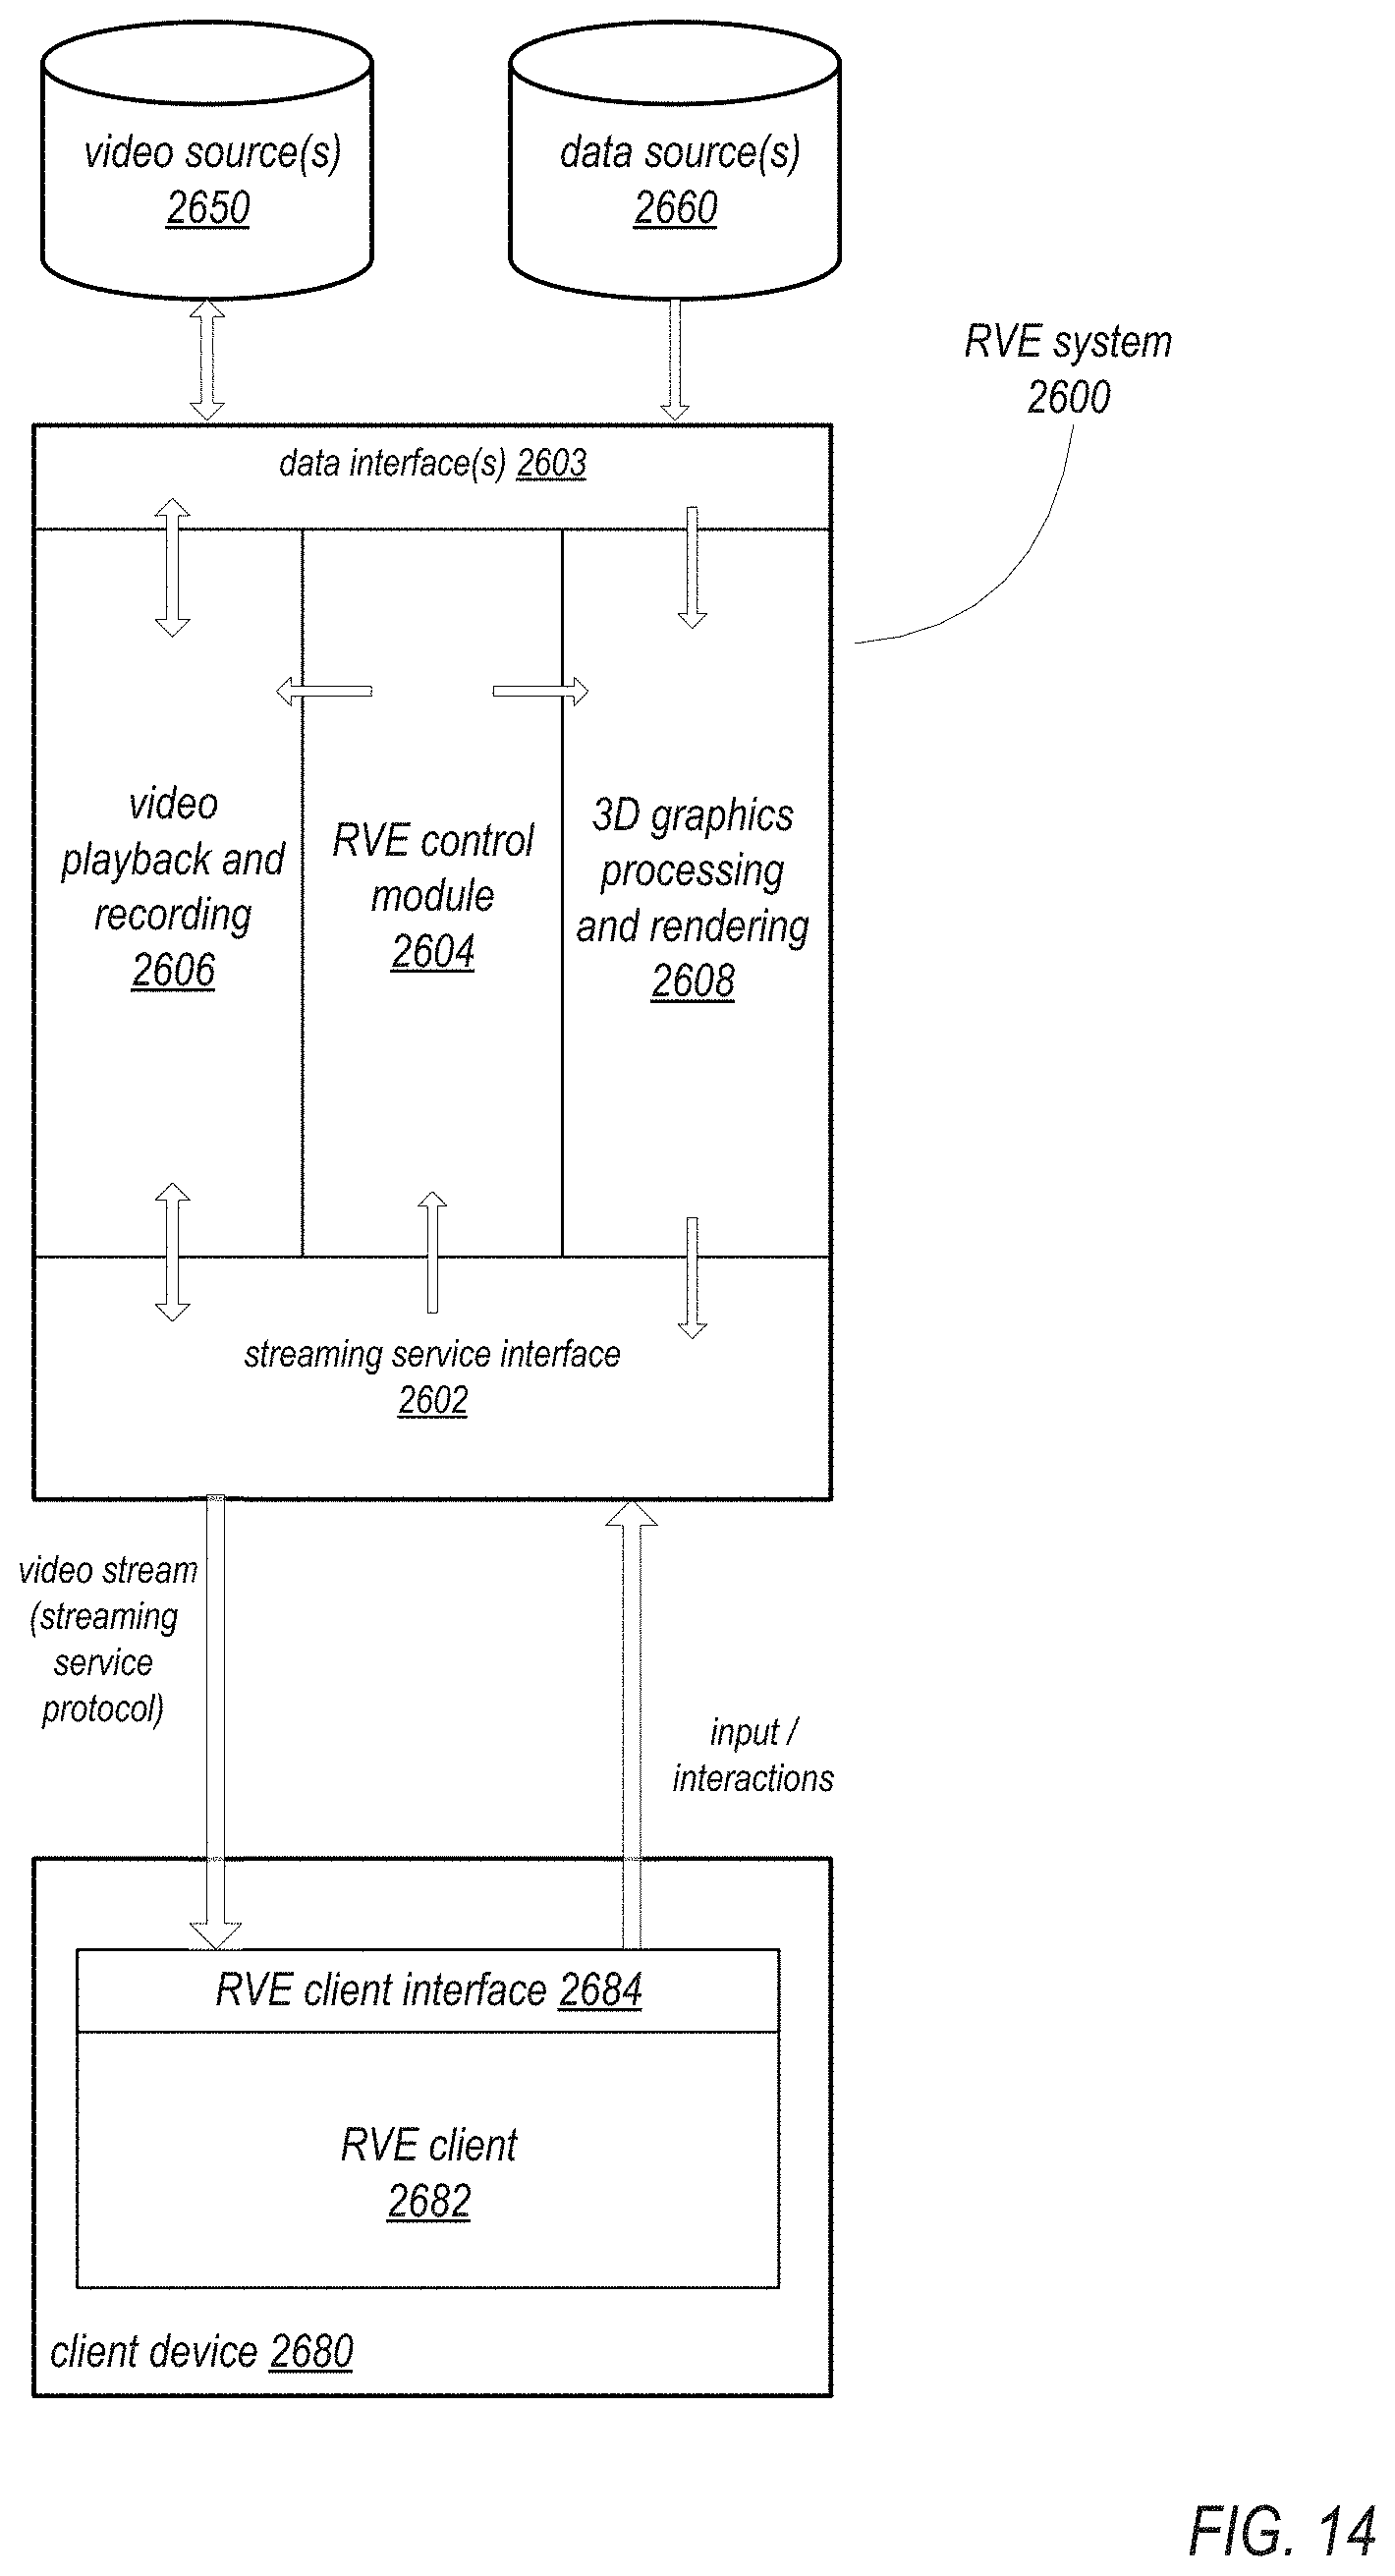 video source(s)
2650
data source(s)
2660
RVE system
2600
data interface(s) 2603
video
playback and
recording
2606
RVE control
module
2604
3D graphics
processing
and rendering
2608
streaming service interface
2602
video stream
(streaming
service
protocol)
input /
interactions
RVE client interface 2684
RVE client
2682
client device 2680
FIG. 14